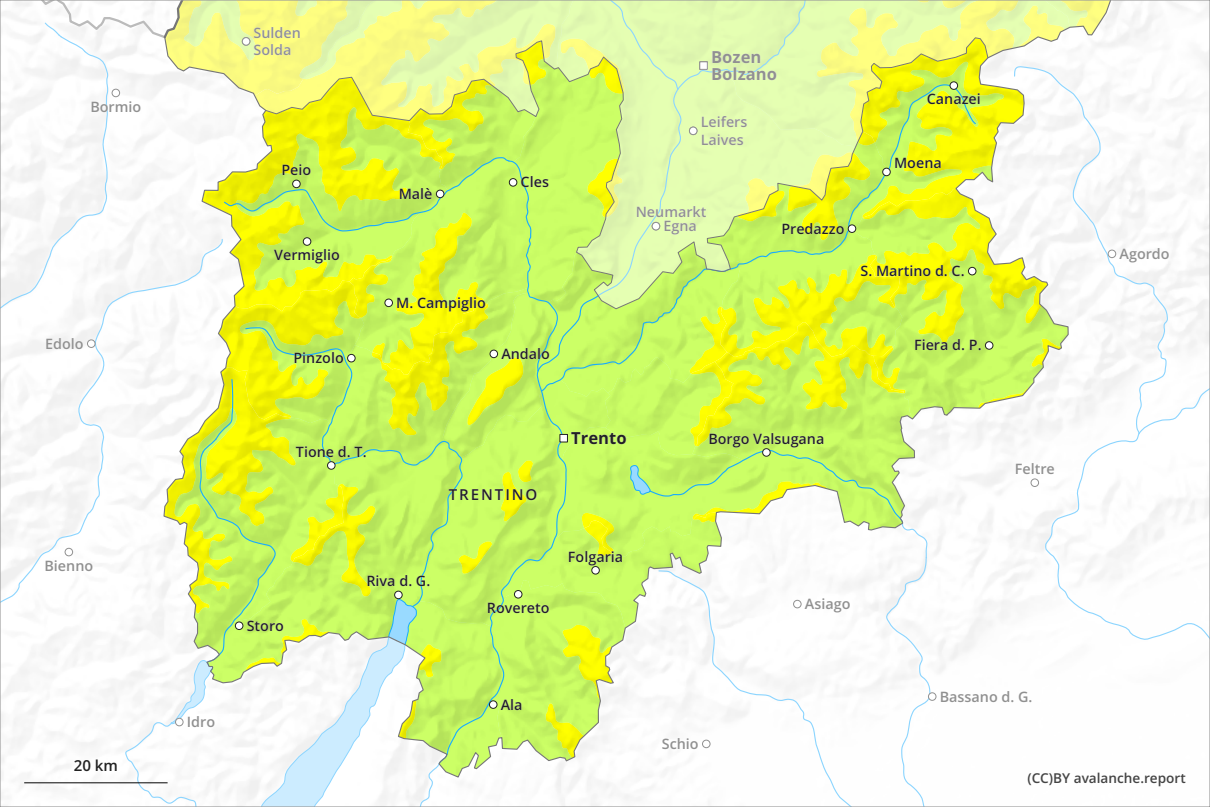 Sulden
Solda
Bozen
Bolzano
Bormio
Canazei
Leifers
Laives
Moena
Peio
Malè
Cles
Neumarkt
Egna
Predazzo
Vermiglio
Agordo
S. Martino d. C.
M. Campiglio
Edolo
Pinzolo
Andalo
Fiera d. P.
Trento
Borgo Valsugana
Tione d. T.
Feltre
TRENTINO
Bienno
Folgaria
Riva d. G.
Rovereto
Asiago
Storo
Bassano d. G.
Ala
Idro
Schio
20 km
(CC)BY avalanche.report